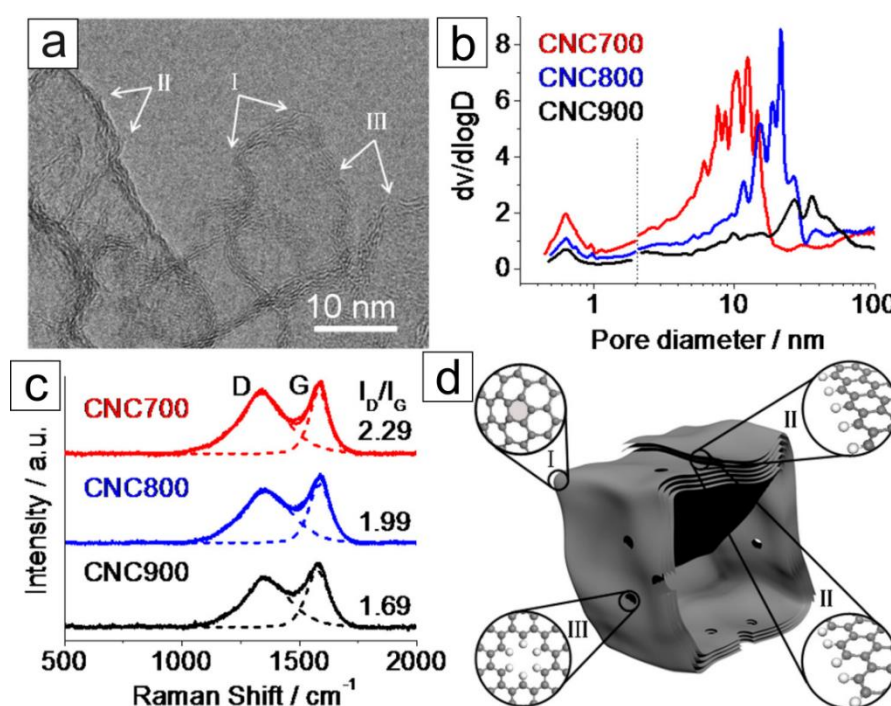 a
II
I
III
10 nm
b
CNC700
CNC800
CNC900
dv/dlogD
8
6
4
2
0
1
10
100
Pore diameter / nm
c
D
G
I_D/I_G
CNC700
2.29
CNC800
1.99
CNC900
1.69
Intensity / a.u.
500
1000
1500
2000
Raman Shift / cm⁻¹
d
I
II
III
II